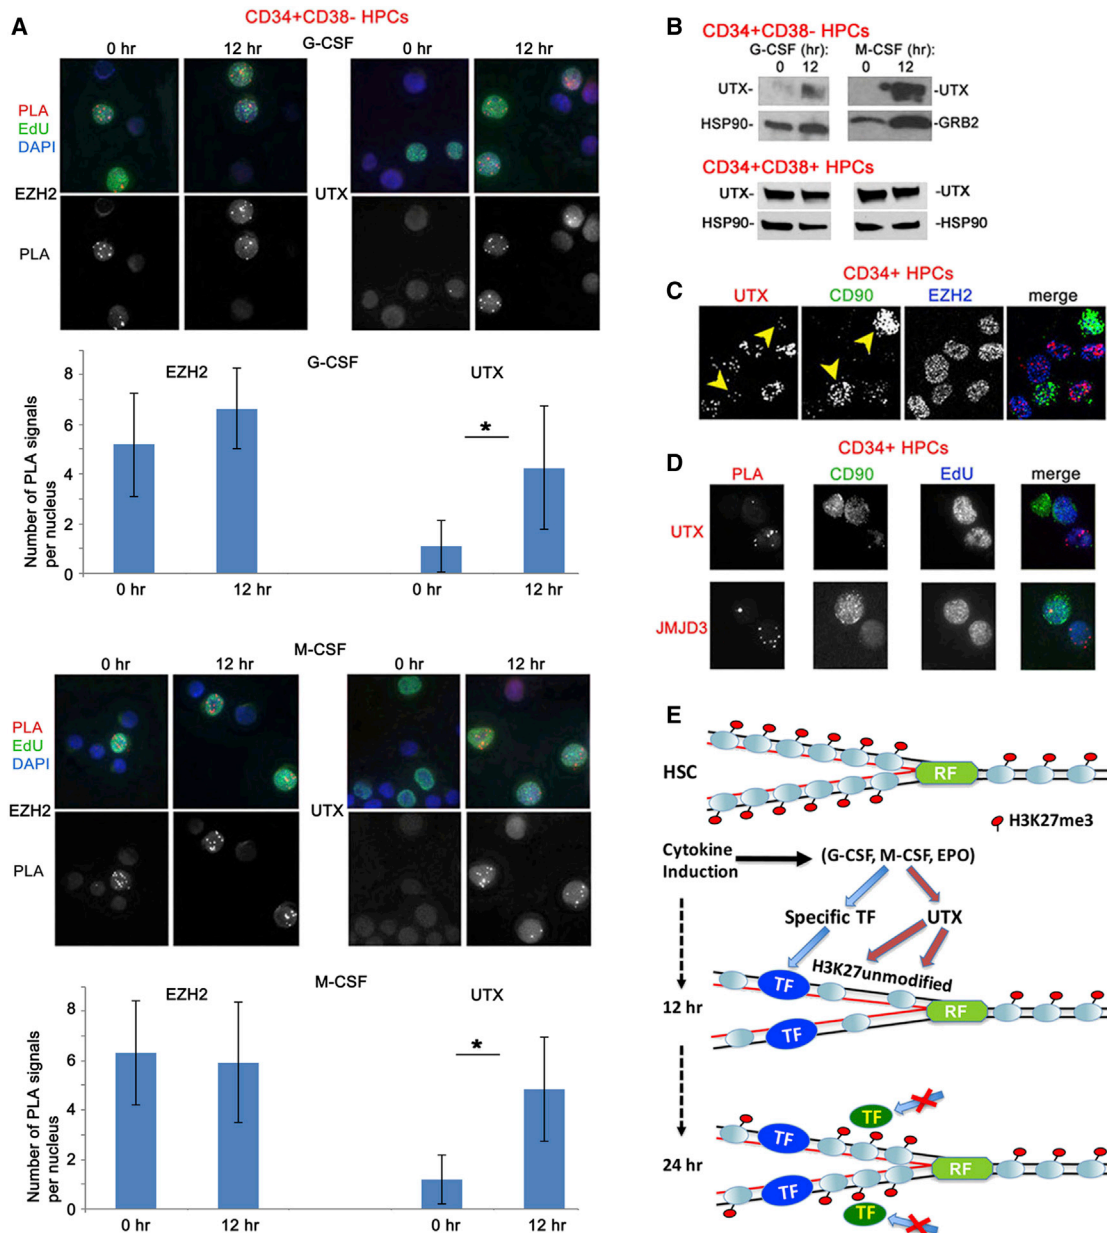 A
CD34+CD38- HPCs
G-CSF
0 hr
12 hr
0 hr
12 hr
PLA
EdU
DAPI
EZH2
UTX
PLA
EZH2
G-CSF
UTX
*
Number of PLA signals
per nucleus
8
6
4
2
0
0 hr
12 hr
0 hr
12 hr
M-CSF
0 hr
12 hr
0 hr
12 hr
PLA
EdU
DAPI
EZH2
UTX
PLA
EZH2
M-CSF
UTX
*
Number of PLA signals
per nucleus
8
6
4
2
0
0 hr
12 hr
0 hr
12 hr
B
CD34+CD38- HPCs
G-CSF (hr):
M-CSF (hr):
0 12
0 12
UTX-
-UTX
HSP90-
-GRB2
CD34+CD38+ HPCs
UTX-
-UTX
HSP90-
-HSP90
C
CD34+ HPCs
UTX
CD90
EZH2
merge
D
CD34+ HPCs
PLA
CD90
EdU
merge
UTX
JMJD3
E
HSC
RF
H3K27me3
Cytokine
Induction
(G-CSF, M-CSF, EPO)
Specific TF
UTX
H3K27unmodified
TF
12 hr
RF
TF
TF
TF
24 hr
RF
TF
TF